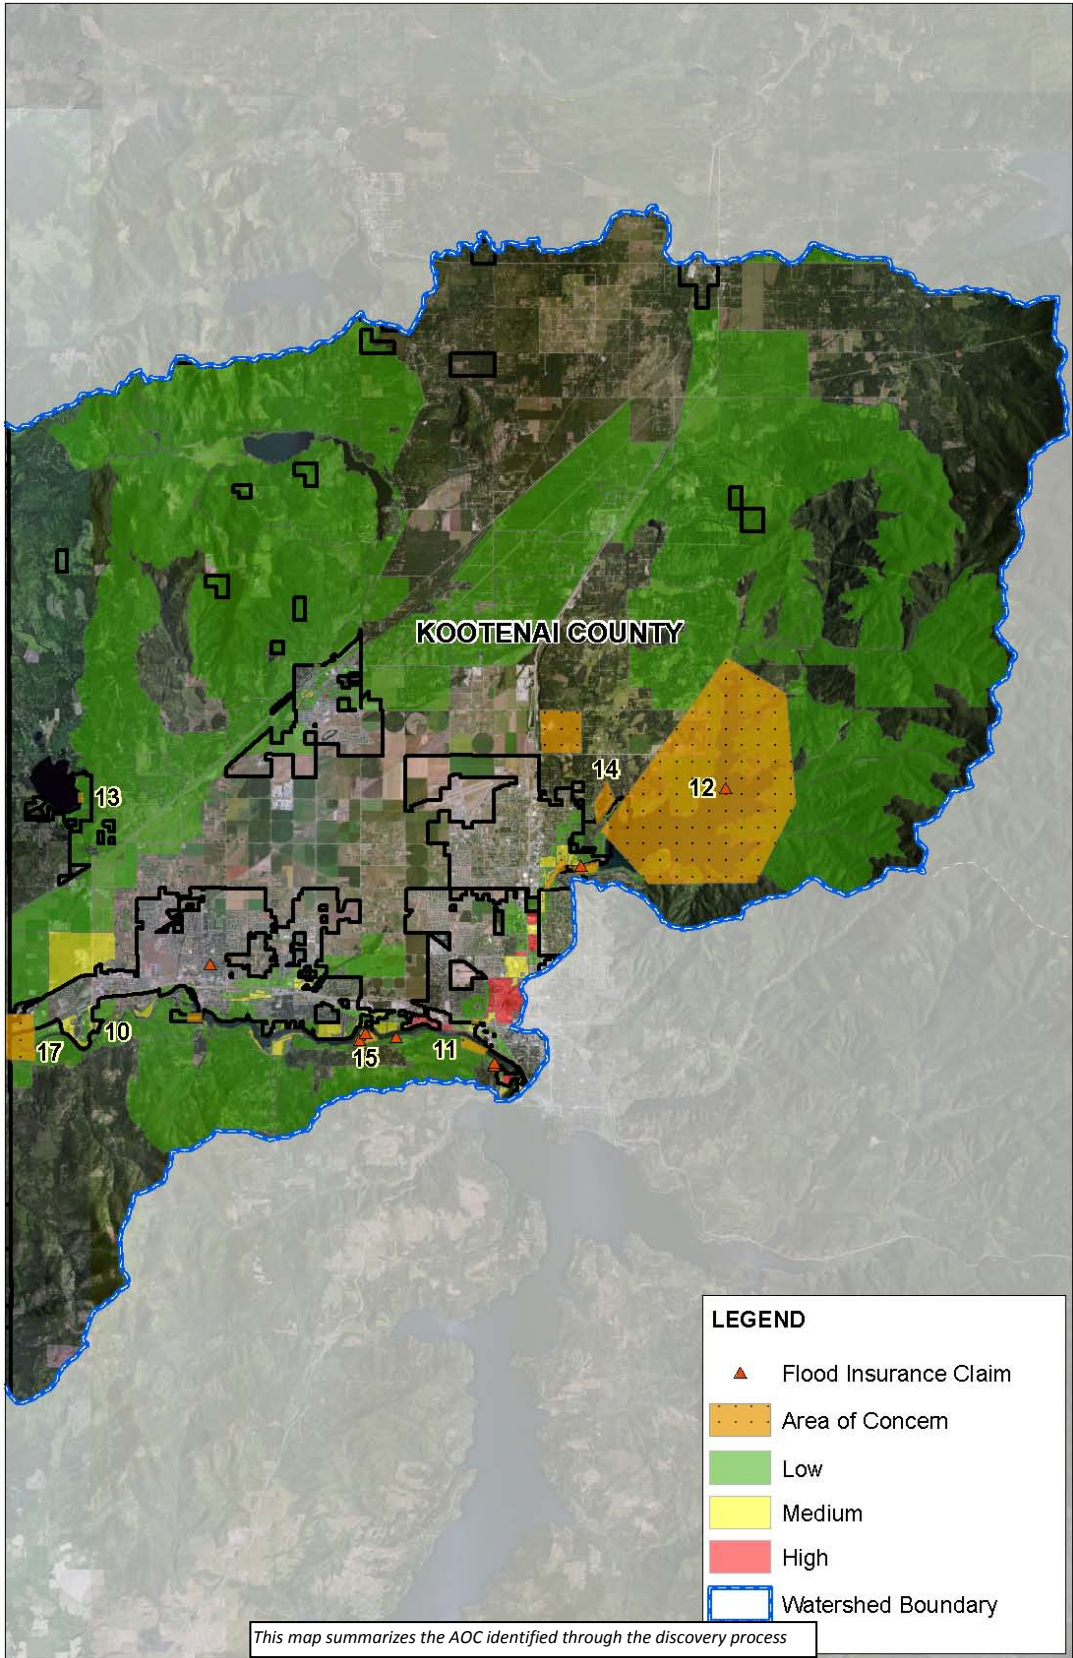 KOOTENAI COUNTY
14
12
13
10
17
15
11
LEGEND
Flood Insurance Claim
Area of Concern
Low
Medium
High
Watershed Boundary
This map summarizes the AOC identified through the discovery process